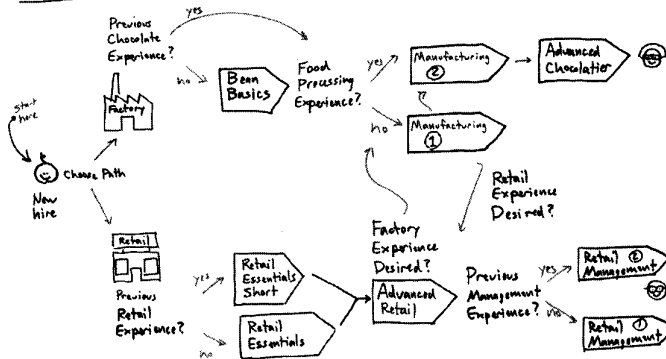 Previous
Chocolate
Experience?
yes
no
Factory
Bean
Basics
Food
Processing
Experience?
yes
no
Manufacturing
②
Manufacturing
①
Advanced
Chocolatier
Start
here
New
hire
Choose Path
Retail
Experience
Desired?
Factory
Experience
Desired?
Retail
Previous
Retail
Experience?
yes
no
Retail
Essentials
Short
Retail
Essentials
Advanced
Retail
Previous
Management
Experience?
yes
no
Retail ②
Management
Retail ①
Management